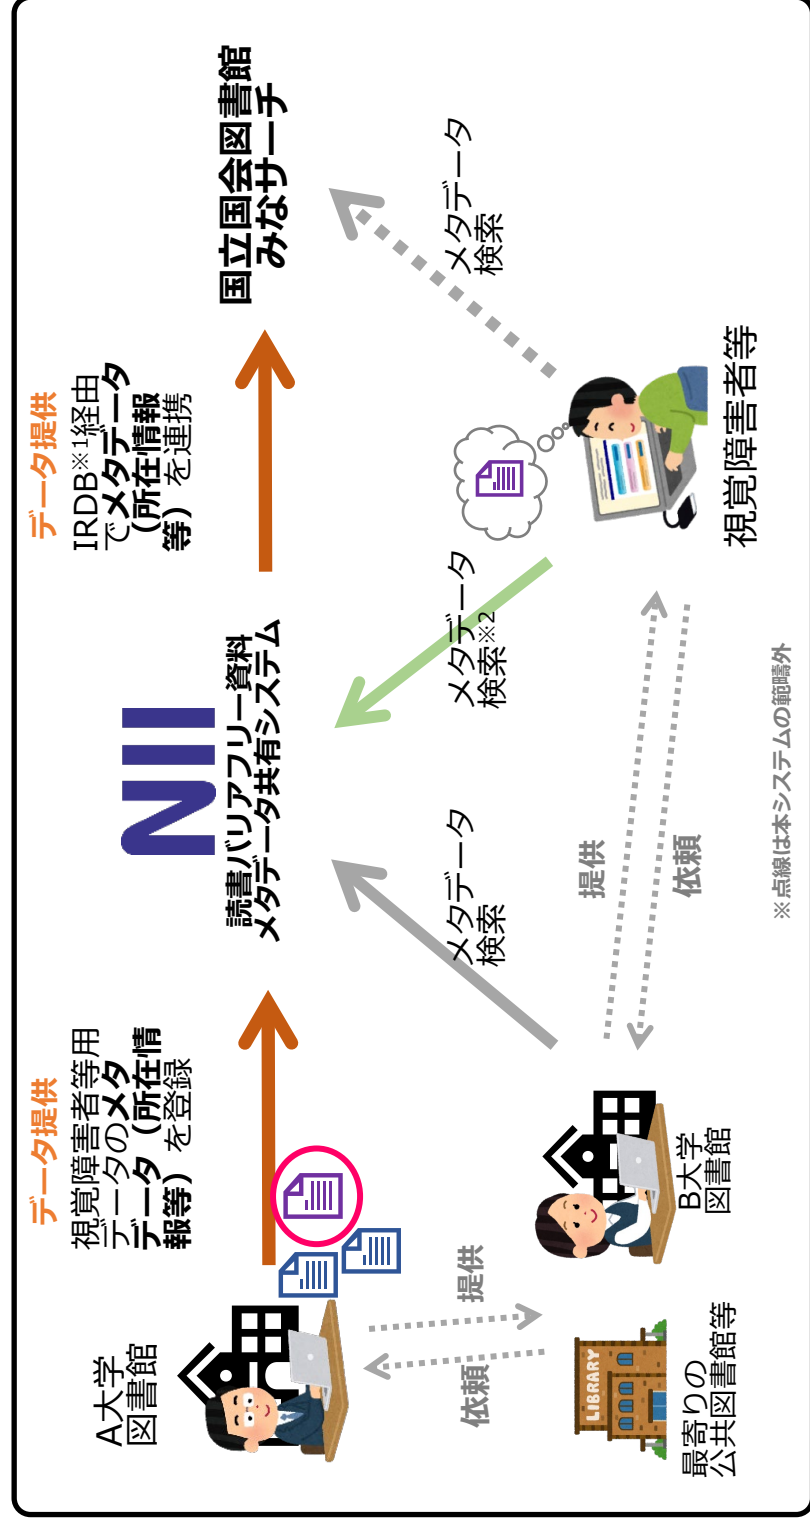 A大学
図書館
データ提供
視覚障害者等用
データのメタ
データ（所在情
報等）を登録
NII
読書バリアフリー資料
メタデータ共有システム
データ提供
IRDB※1経由
でメタデータ
（所在情報
等）を連携
国立国会図書館
みなサーチ
依頼
提供
メタデータ
検索
メタデータ
検索※2
メタデータ
検索
LIBRARY
最寄りの
公共図書館等
B大学
図書館
提供
依頼
視覚障害者等
※点線は本システムの範疇外